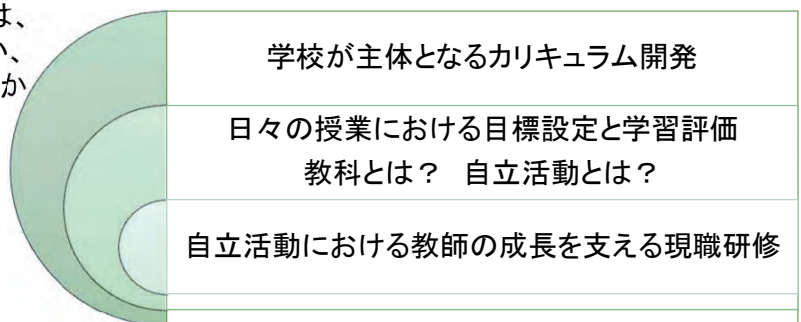 は、
い、
か
学校が主体となるカリキュラム開発
日々の授業における目標設定と学習評価
教科とは? 自立活動とは?
自立活動における教師の成長を支える現職研修